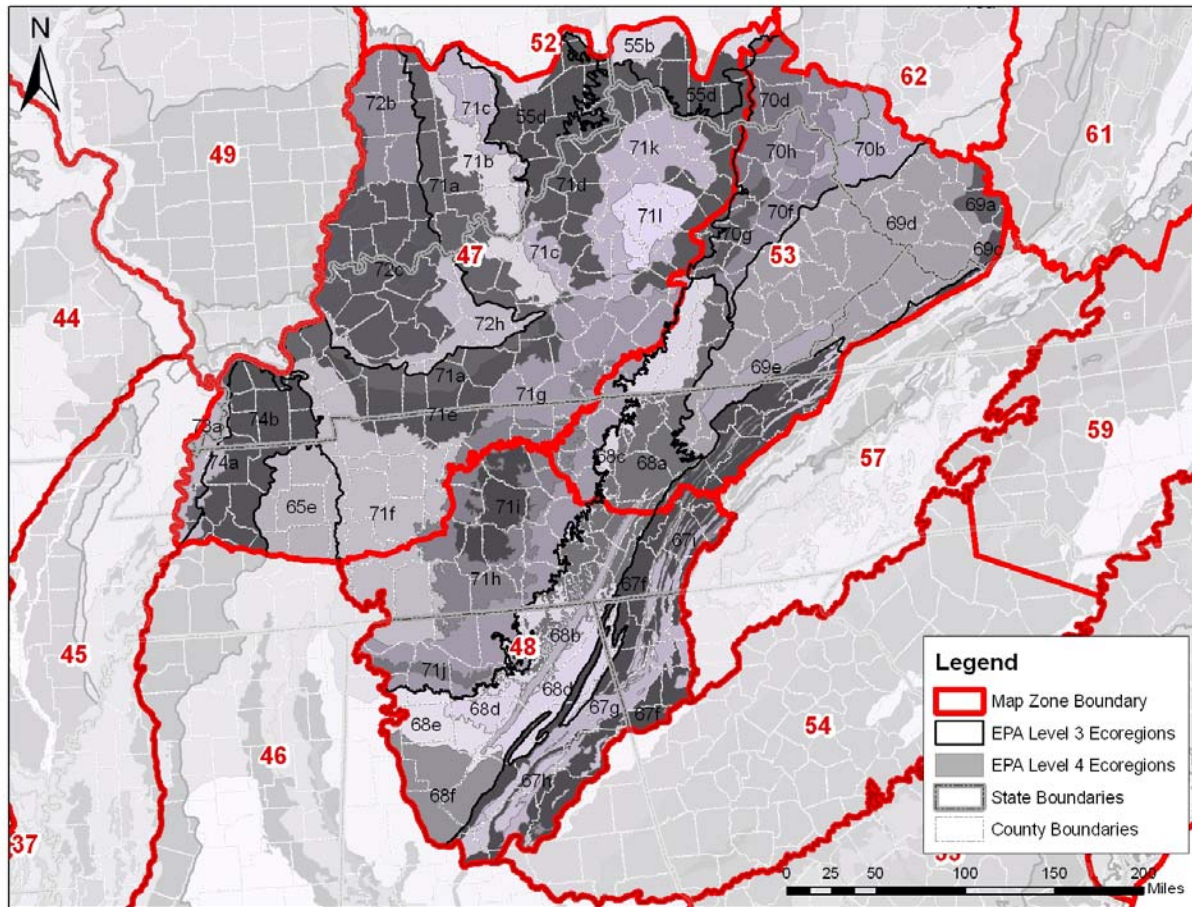 N
52
55b
62
72b
71c
55d
55d
70d
61
49
71b
71k
70h
70b
71a
71d
71l
70f
69d
69a
70g
69c
72c
47
71c
53
44
72h
71a
69e
71g
71e
74b
73a
74a
68c
68a
59
57
65e
71f
71i
67i
71h
67f
48
68b
45
71j
68d
68d
67g
67f
68e
54
46
67h
68f
37
Legend
Map Zone Boundary
EPA Level 3 Ecoregions
EPA Level 4 Ecoregions
State Boundaries
County Boundaries
0 25 50 100 150 200
Miles